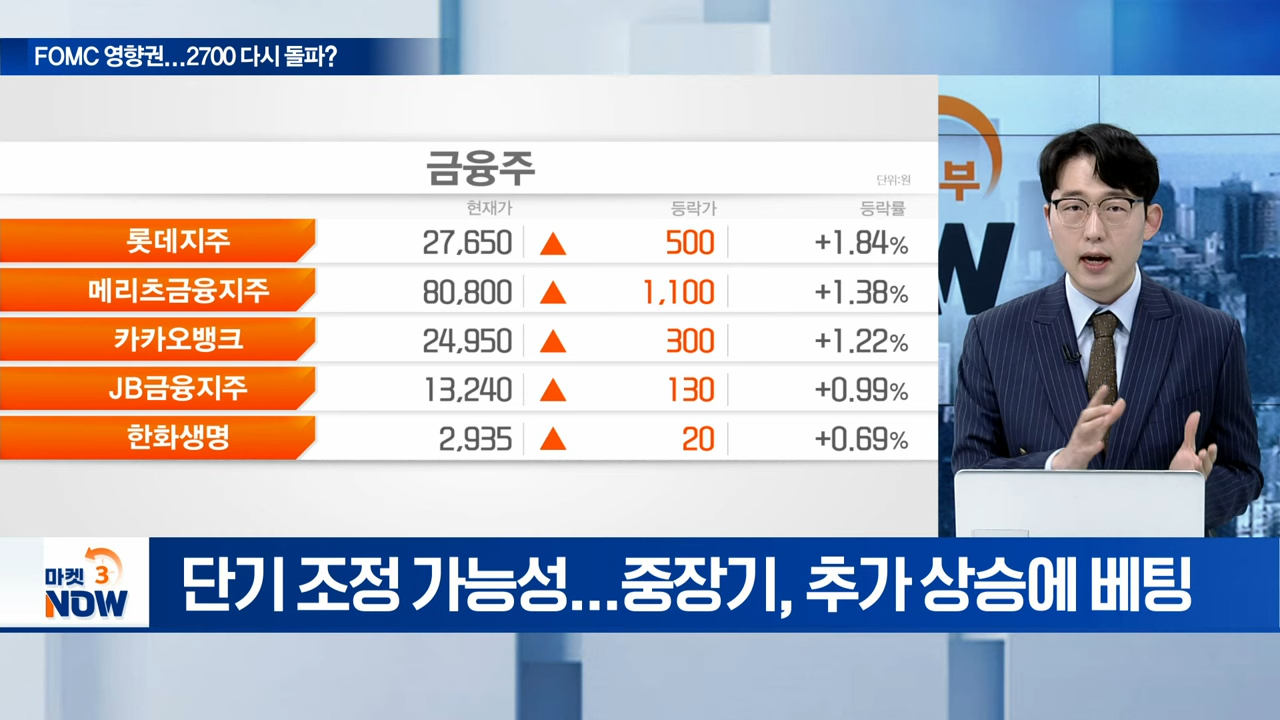 FOMC 영향권...2700 다시 돌파?
금융주
단위:원
현재가 등락가 등락률
롯데지주 27,650 ▲ 500 +1.84%
메리츠금융지주 80,800 ▲ 1,100 +1.38%
카카오뱅크 24,950 ▲ 300 +1.22%
JB금융지주 13,240 ▲ 130 +0.99%
한화생명 2,935 ▲ 20 +0.69%
부
W
마켓 3
NOW
단기 조정 가능성...중장기, 추가 상승에 베팅